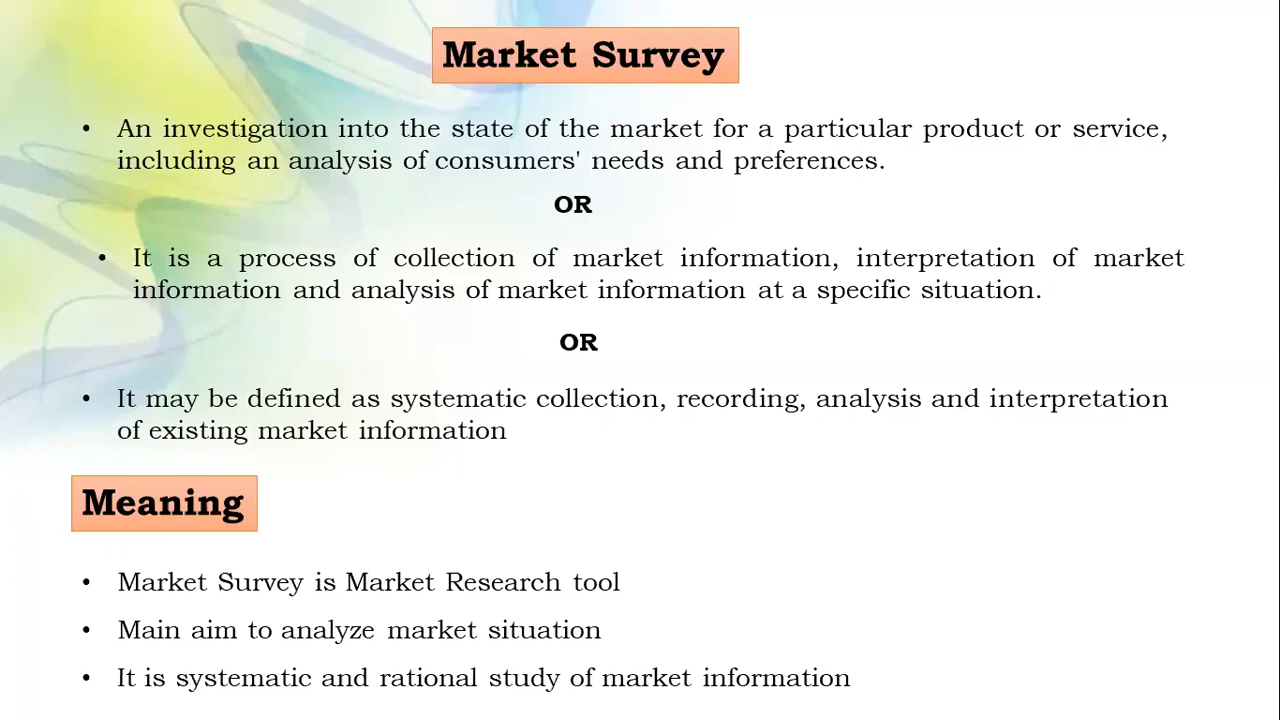 Market Survey
• An investigation into the state of the market for a particular product or service,
including an analysis of consumers' needs and preferences.
OR
• It is a process of collection of market information, interpretation of market
information and analysis of market information at a specific situation.
OR
• It may be defined as systematic collection, recording, analysis and interpretation
of existing market information
Meaning
• Market Survey is Market Research tool
• Main aim to analyze market situation
• It is systematic and rational study of market information